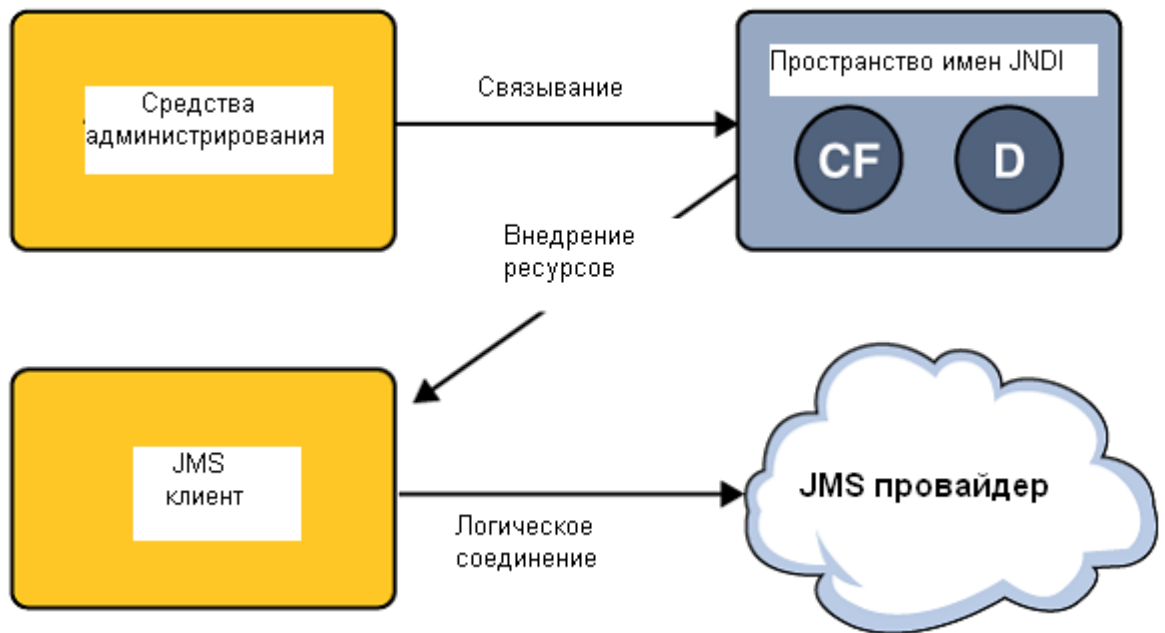 Средства
администрирования
Связывание
Пространство имен JNDI
CF
D
Внедрение
ресурсов
JMS
клиент
Логическое
соединение
JMS провайдер